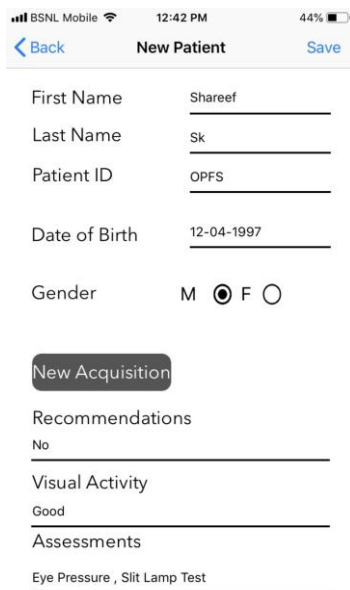 BSNL Mobile 12:42 PM 44%
Back New Patient Save
First Name Shareef
Last Name Sk
Patient ID OPFS
Date of Birth 12-04-1997
Gender M F
New Acquisition
Recommendations
No
Visual Activity
Good
Assessments
Eye Pressure , Slit Lamp Test